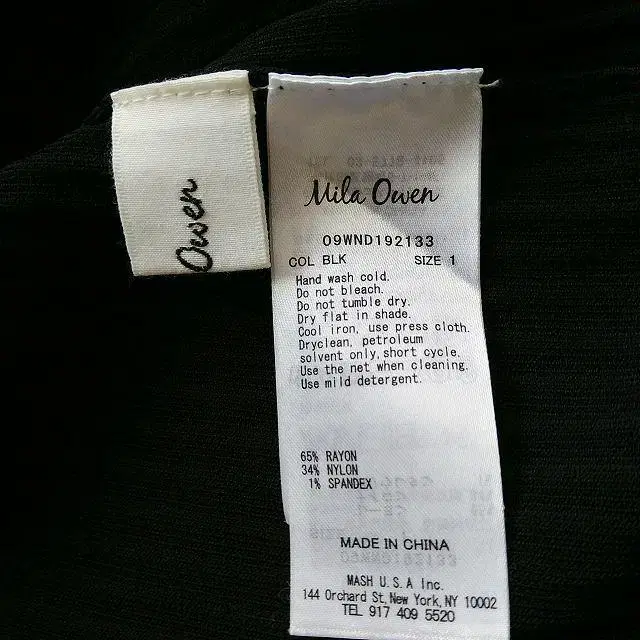 Owen
Mila Owen
09WND192133
COL BLK SIZE 1
Hand wash cold.
Do not bleach.
Do not tumble dry.
Dry flat in shade.
Cool iron, use press cloth.
Dryclean, petroleum
solvent only, short cycle.
Use the net when cleaning.
Use mild detergent.
65% RAYON
34% NYLON
1% SPANDEX
MADE IN CHINA
MASH U.S.A Inc.
144 Orchard St, New York, NY 10002
TEL 917 409 5520